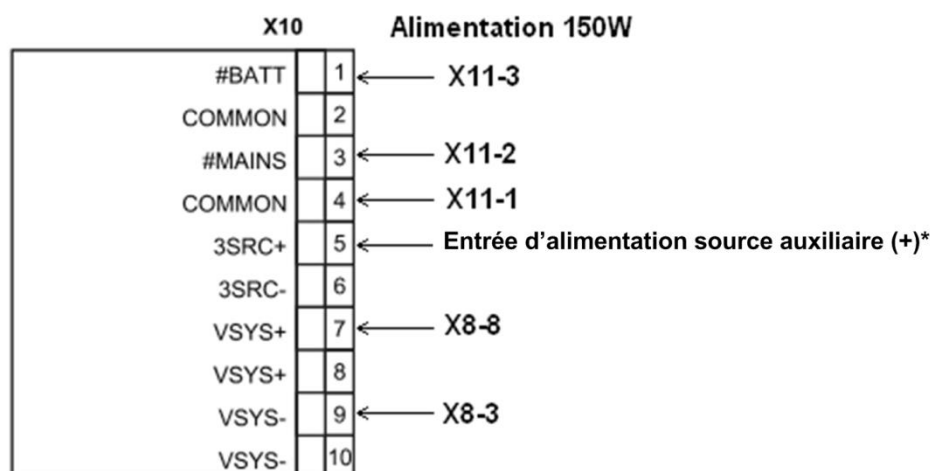 X10 Alimentation 150W
#BATT 1 X11-3
COMMON 2
#MAINS 3 X11-2
COMMON 4 X11-1
3SRC+ 5 Entrée d’alimentation source auxiliaire (+)*
3SRC- 6
VSYS+ 7 X8-8
VSYS+ 8
VSYS- 9 X8-3
VSYS- 10